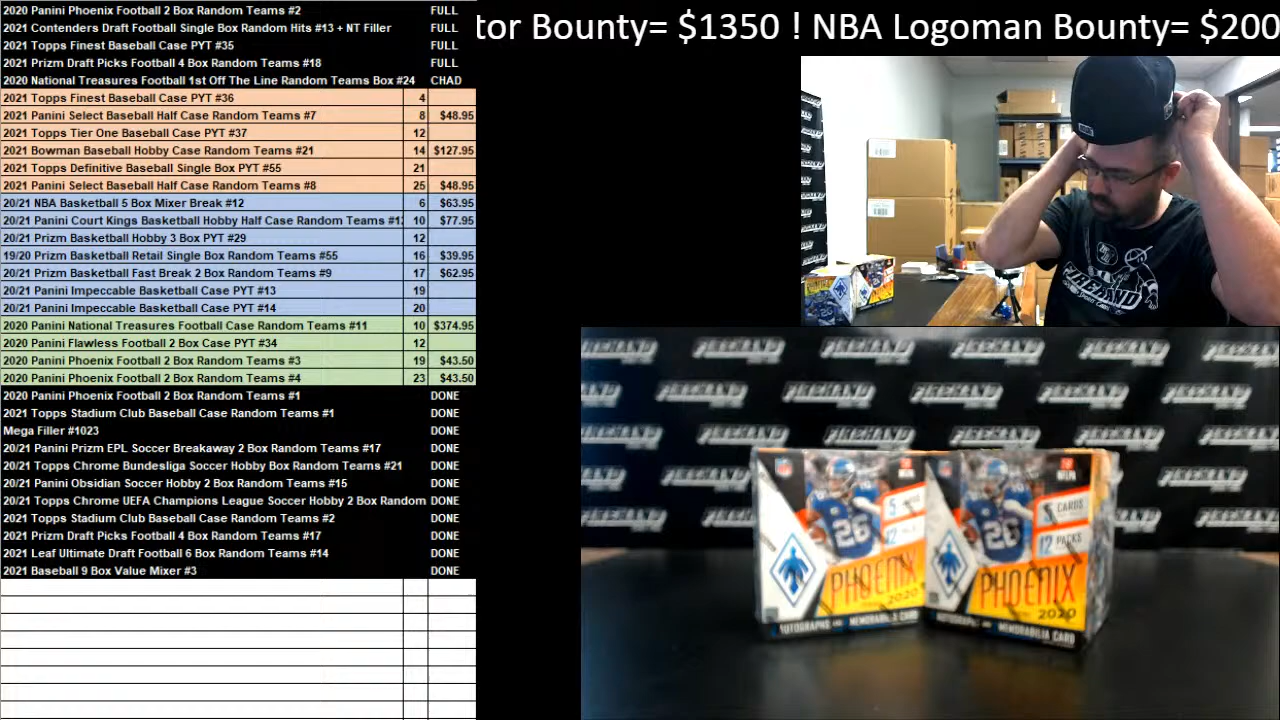 2020 Panini Phoenix Football 2 Box Random Teams #2 FULL
2021 Contenders Draft Football Single Box Random Hits #13 + NT Filler FULL
2021 Topps Finest Baseball Case PYT #35 FULL
2021 Prizm Draft Picks Football 4 Box Random Teams #18 FULL
2020 National Treasures Football 1st Off The Line Random Teams Box #24 CHAD
2021 Topps Finest Baseball Case PYT #36 4
2021 Panini Select Baseball Half Case Random Teams #7 8 $48.95
2021 Topps Tier One Baseball Case PYT #37 12
2021 Bowman Baseball Hobby Case Random Teams #21 14 $127.95
2021 Topps Definitive Baseball Single Box PYT #55 21
2021 Panini Select Baseball Half Case Random Teams #8 25 $48.95
20/21 NBA Basketball 5 Box Mixer Break #12 6 $63.95
20/21 Panini Court Kings Basketball Hobby Half Case Random Teams 10 $77.95
20/21 Prizm Basketball Hobby 3 Box PYT #29 12
19/20 Prizm Basketball Retail Single Box Random Teams #55 16 $39.95
20/21 Prizm Basketball Fast Break 2 Box Random Teams #9 17 $62.95
20/21 Panini Impeccable Basketball Case PYT #13 19
20/21 Panini Impeccable Basketball Case PYT #14 20
2020 Panini National Treasures Football Case Random Teams #11 10 $374.95
2020 Panini Flawless Football 2 Box Case PYT #34 12
2020 Panini Phoenix Football 2 Box Random Teams #3 19 $43.50
2020 Panini Phoenix Football 2 Box Random Teams #4 23 $43.50
2020 Panini Phoenix Football 2 Box Random Teams #1 DONE
2021 Topps Stadium Club Baseball Case Random Teams #1 DONE
Mega Filler #1023 DONE
20/21 Panini Prizm EPL Soccer Breakaway 2 Box Random Teams #17 DONE
20/21 Topps Chrome Bundesliga Soccer Hobby Box Random Teams #21 DONE
20/21 Panini Obsidian Soccer Hobby 2 Box Random Teams #15 DONE
20/21 Topps Chrome UEFA Champions League Soccer Hobby 2 Box Random DONE
2021 Topps Stadium Club Baseball Case Random Teams #2 DONE
2021 Prizm Draft Picks Football 4 Box Random Teams #17 DONE
2021 Leaf Ultimate Draft Football 6 Box Random Teams #14 DONE
2021 Baseball 9 Box Value Mixer #3 DONE
tor Bounty= $1350 ! NBA Logoman Bounty= $200
FIREHAND
26
PHOENIX
2020
AUTOGRAPHS
MEMORABILIA CARD
26
5 CARDS
12 PACKS
PHOENIX
2020
AUTOGRAPHS
MEMORABILIA CARD